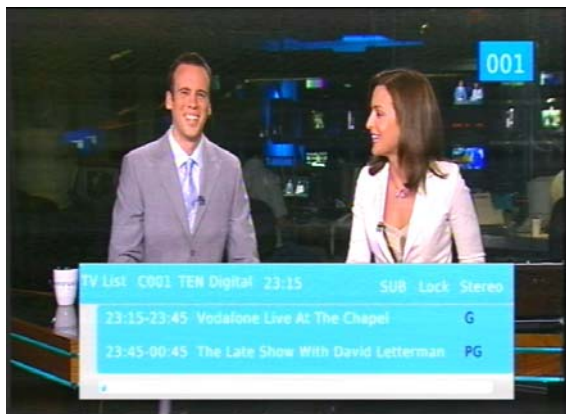 001
TV List C001 TEN Digital 23:15 SUB Lock Stereo
23:15-23:45 Vodafone Live At The Chapel G
23:45-00:45 The Late Show With David Letterman PG